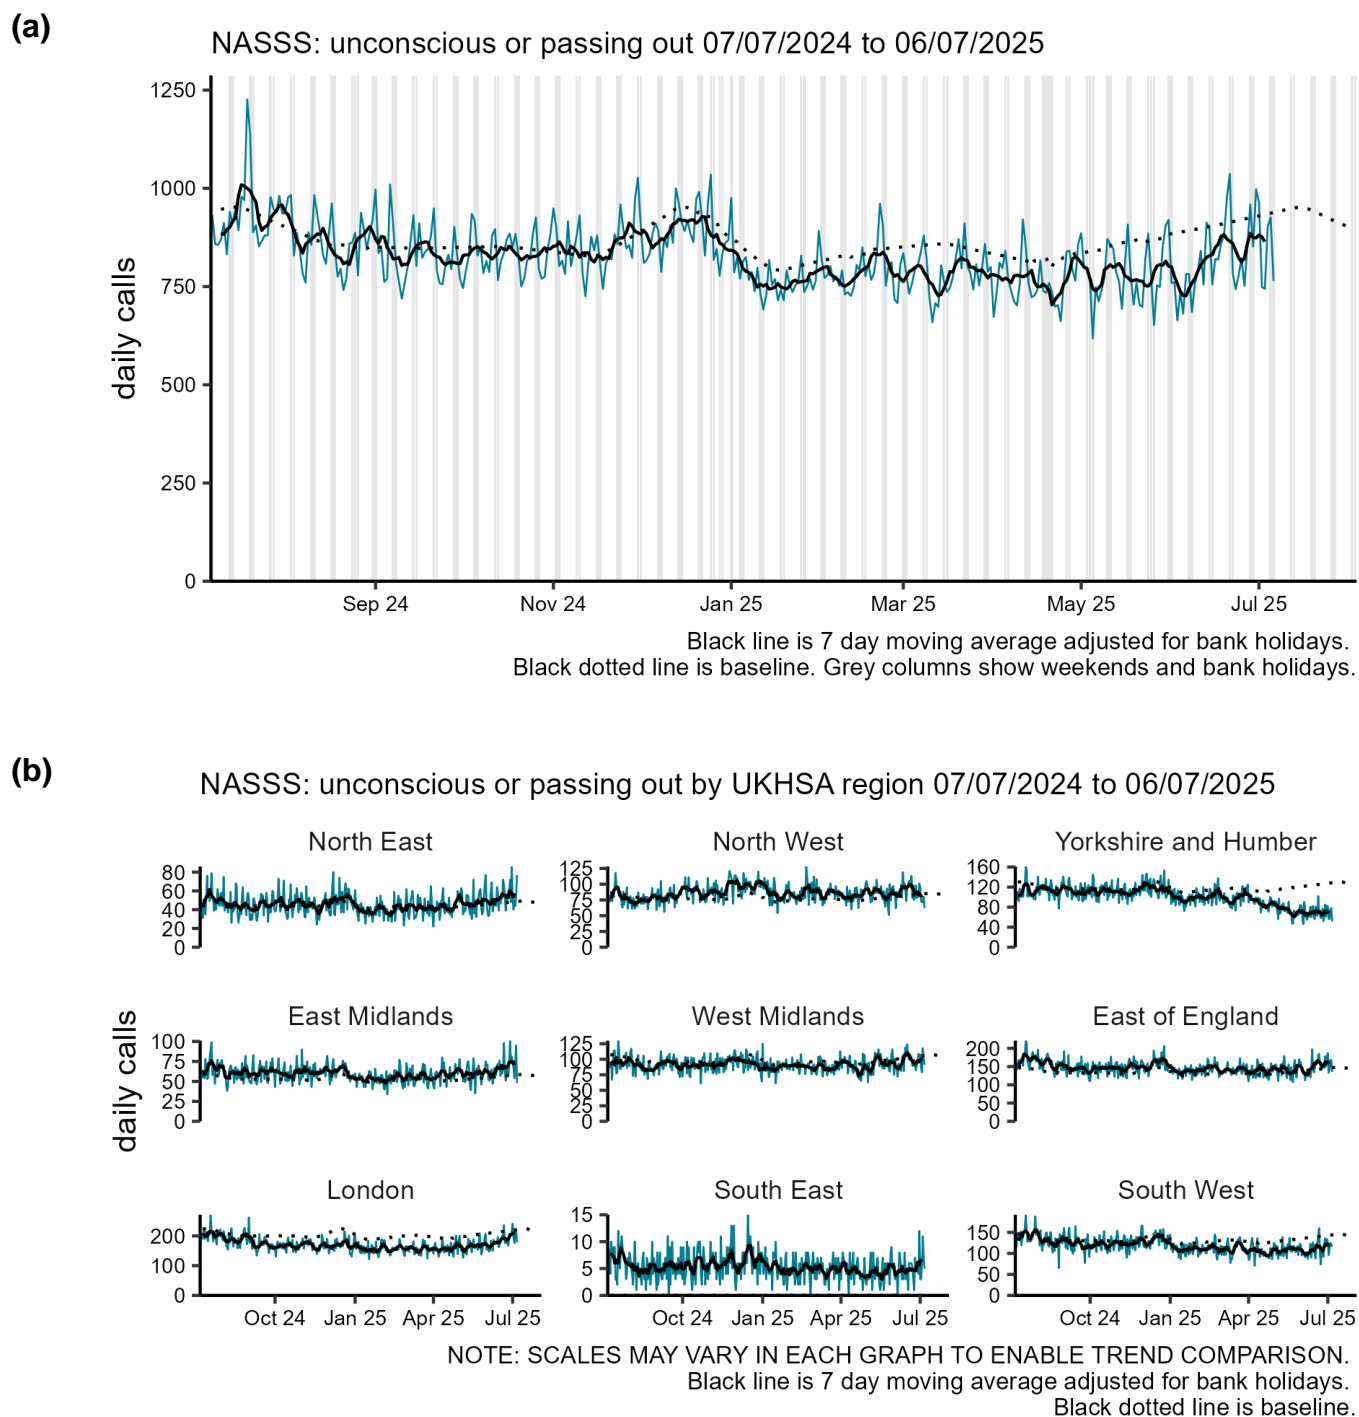 (a)
NASSS: unconscious or passing out 07/07/2024 to 06/07/2025
1250
1000
750
500
250
0
daily calls
Sep 24 Nov 24 Jan 25 Mar 25 May 25 Jul 25
Black line is 7 day moving average adjusted for bank holidays.
Black dotted line is baseline. Grey columns show weekends and bank holidays.
(b)
NASSS: unconscious or passing out by UKHSA region 07/07/2024 to 06/07/2025
daily calls
North East
80
60
40
20
0
North West
125
100
75
50
25
0
Yorkshire and Humber
160
120
80
40
0
East Midlands
100
75
50
25
0
West Midlands
125
100
75
50
25
0
East of England
200
150
100
50
0
London
200
100
0
Oct 24 Jan 25 Apr 25 Jul 25
South East
15
10
5
0
Oct 24 Jan 25 Apr 25 Jul 25
South West
150
100
50
0
Oct 24 Jan 25 Apr 25 Jul 25
NOTE: SCALES MAY VARY IN EACH GRAPH TO ENABLE TREND COMPARISON.
Black line is 7 day moving average adjusted for bank holidays.
Black dotted line is baseline.